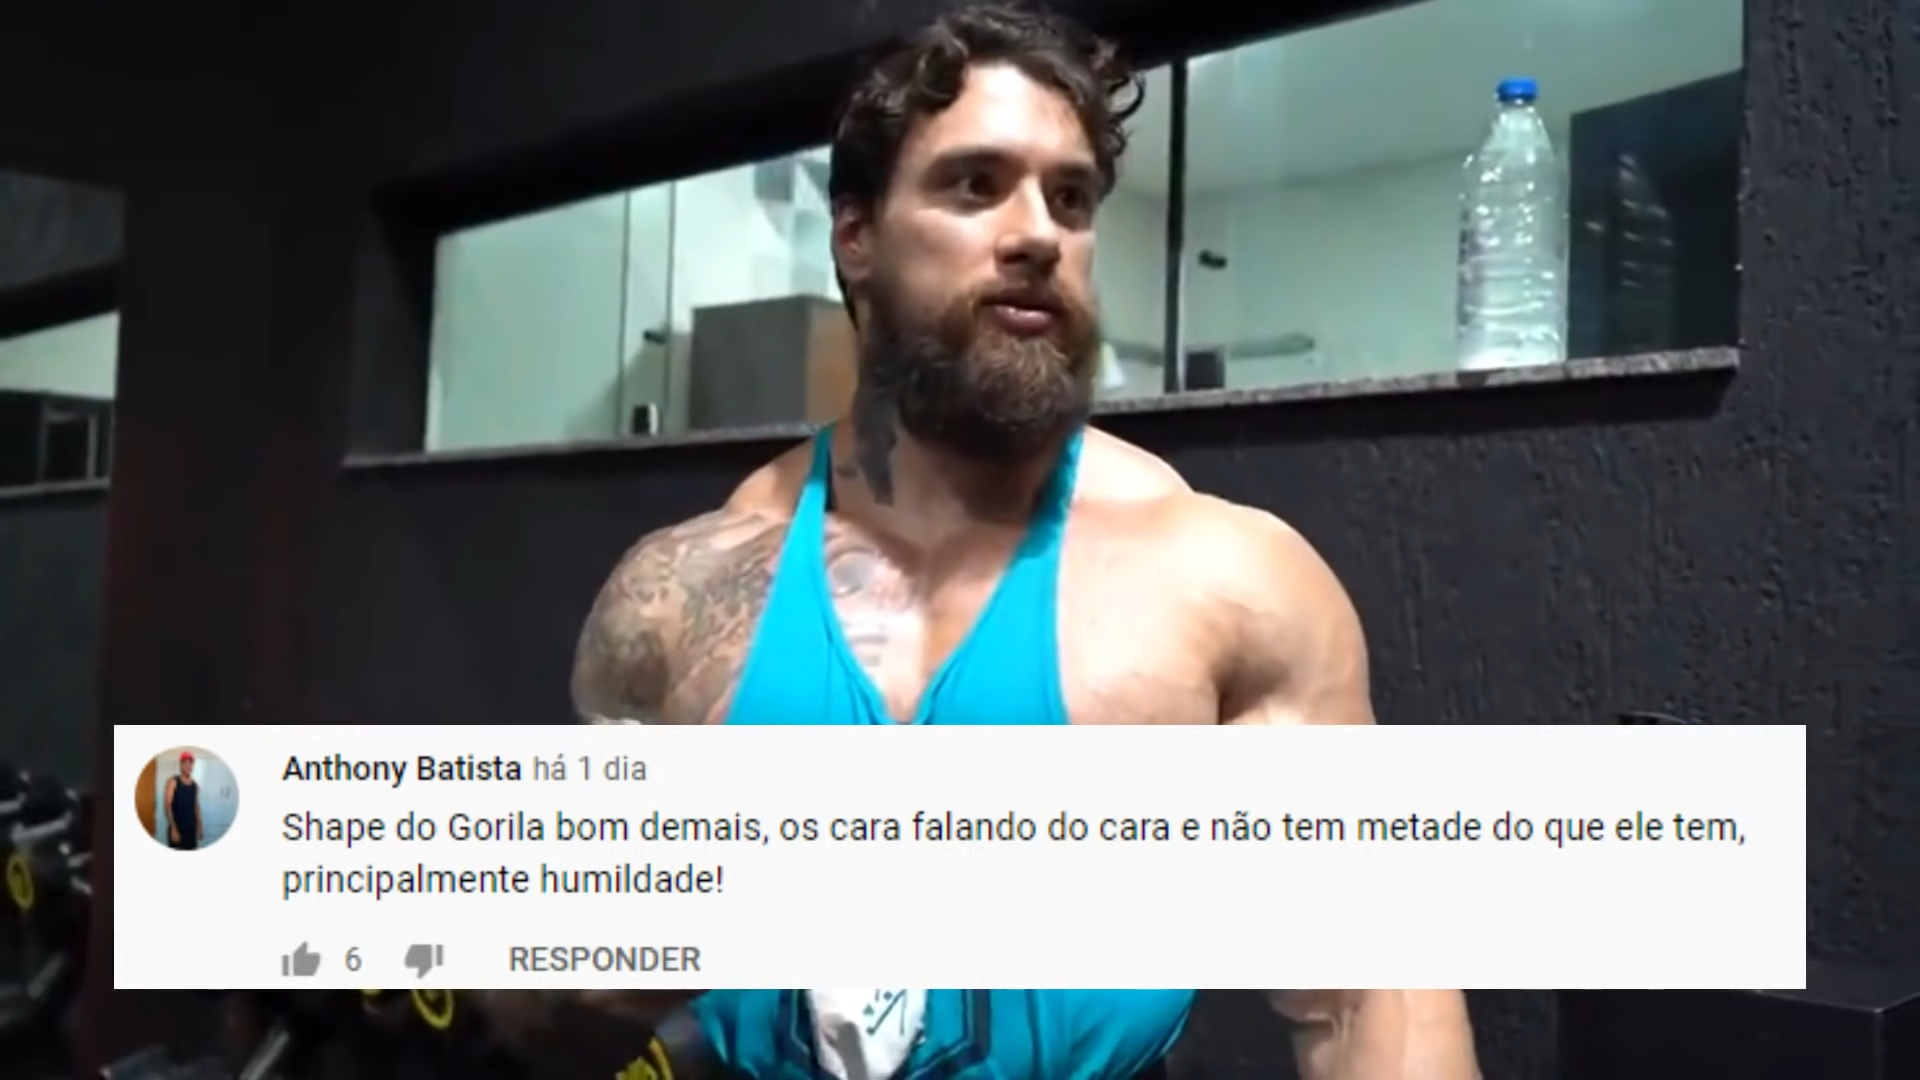 Anthony Batista há 1 dia
Shape do Gorila bom demais, os cara falando do cara e não tem metade do que ele tem,
principalmente humildade!
6 RESPONDER